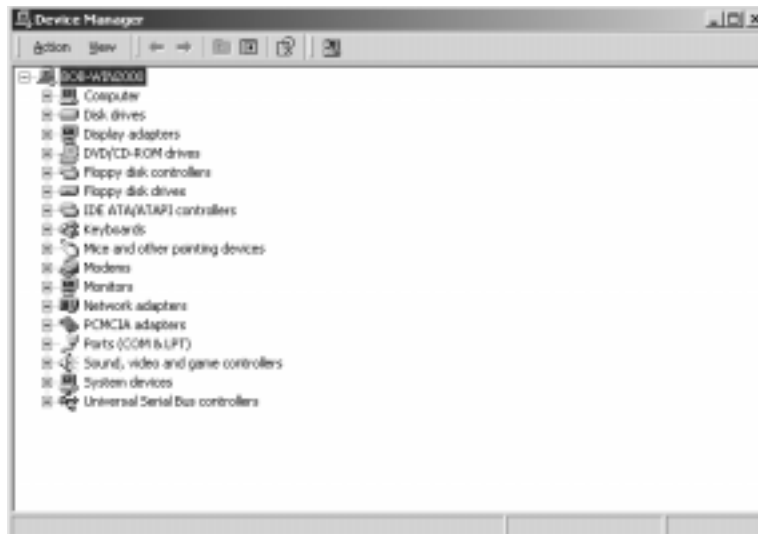 Device Manager
Action View
BOB-WIN2000
Computer
Disk drives
Display adapters
DVD/CD-ROM drives
Floppy disk controllers
Floppy disk drives
IDE ATA/ATAPI controllers
Keyboards
Mice and other pointing devices
Modems
Monitors
Network adapters
PCMCIA adapters
Ports (COM & LPT)
Sound, video and game controllers
System devices
Universal Serial Bus controllers